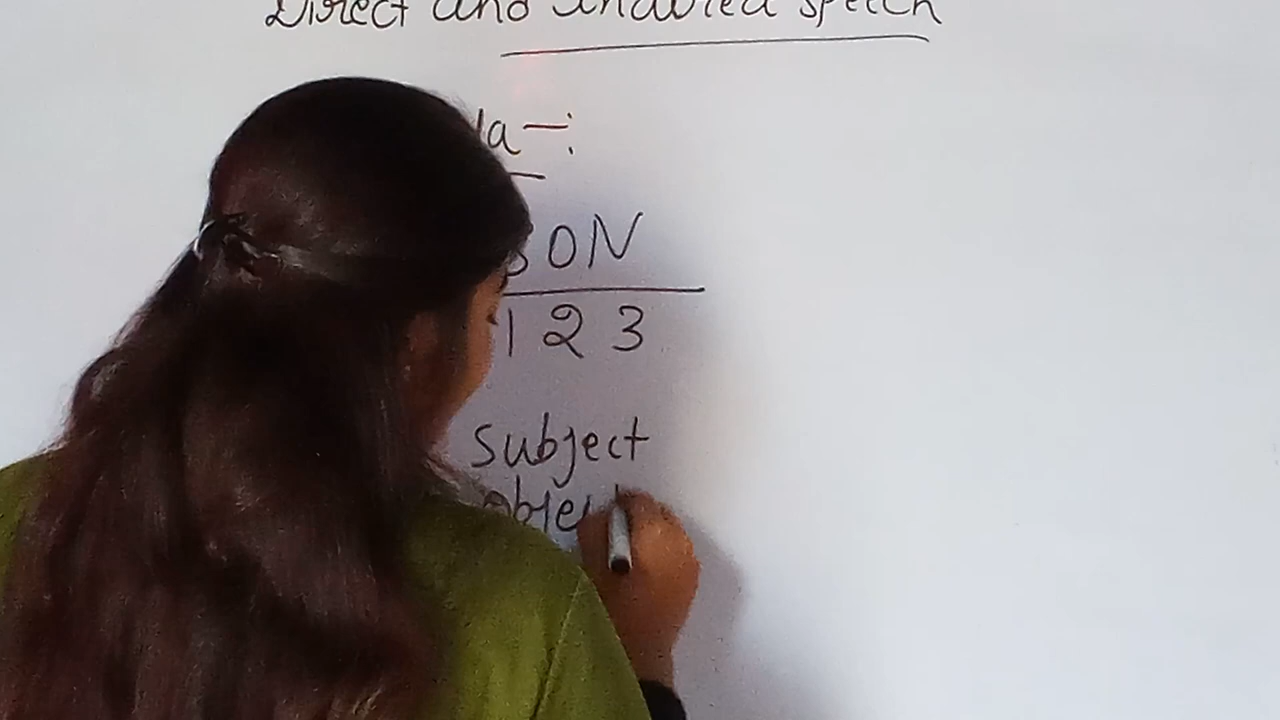 Direct and Indirect speech
la -:
SON
1 2 3
Subject
object